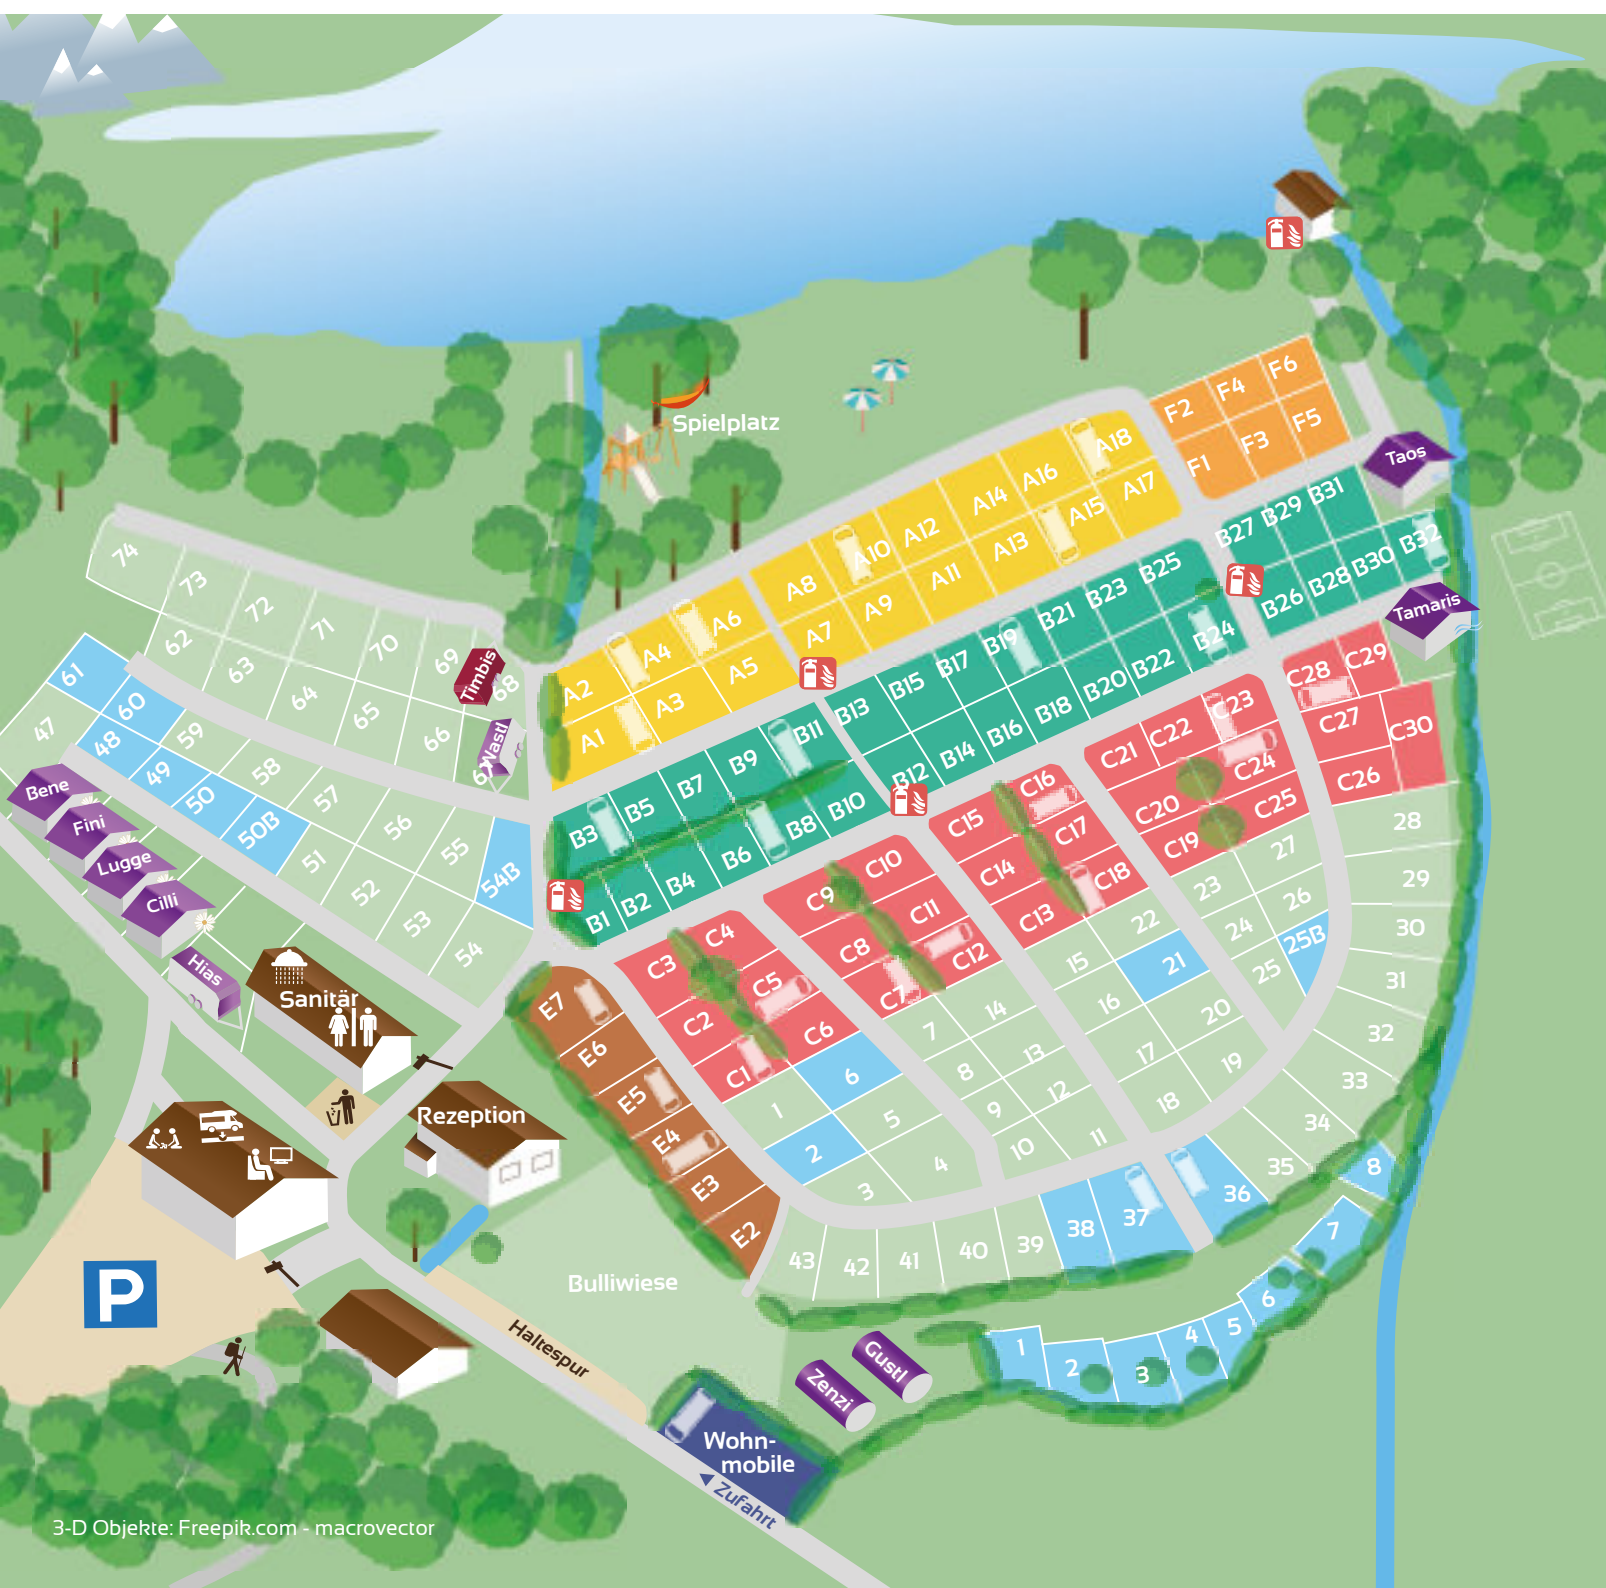 Spielplatz
F2
F4
F6
F1
F3
F5
Taos
A2
A4
A6
A8
A10
A12
A14
A16
A18
A1
A3
A5
A7
A9
A11
A13
A15
A17
B27
B29
B31
B26
B28
B30
B32
Tamaris
B13
B15
B17
B19
B21
B23
B25
B12
B14
B16
B18
B20
B22
B24
B3
B5
B7
B9
B11
B1
B2
B4
B6
B8
B10
C28
C29
C27
C30
C26
C21
C22
C23
C24
C20
C19
C25
C15
C16
C14
C17
C13
C18
C9
C10
C8
C11
C7
C12
C3
C4
C2
C5
C1
C6
74
73
72
71
70
69
68
Timbis
62
63
64
65
66
67
Wastl
61
60
59
58
57
56
55
54B
47
48
49
50
50B
51
52
53
54
Bene
Fini
Lugge
Cilli
Hias
Sanitär
Rezeption
P
E7
E6
E5
E4
E3
E2
1
6
2
5
3
4
7
14
8
13
9
12
10
11
15
22
16
21
17
20
18
19
23
27
24
26
25
25B
28
29
30
31
32
33
34
35
36
37
38
39
40
41
42
43
8
7
6
5
4
3
2
1
Bulliwiese
Haltespur
Gustl
Zenzi
Wohn-
mobile
Zufahrt
3-D Objekte: Freepik.com - macrovector